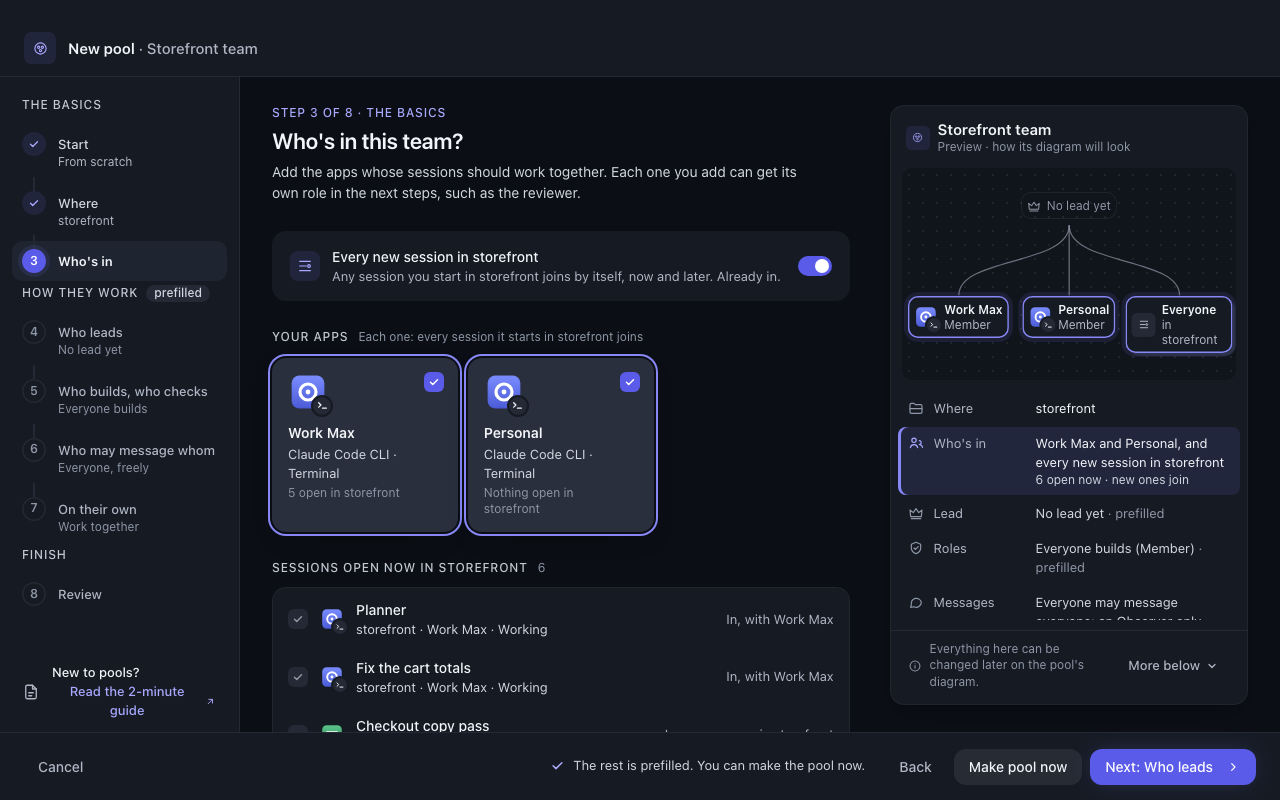 New pool · Storefront team
THE BASICS
Start
From scratch
Where
storefront
3
Who's in
HOW THEY WORK
prefilled
4
Who leads
No lead yet
5
Who builds, who checks
Everyone builds
6
Who may message whom
Everyone, freely
7
On their own
Work together
FINISH
8
Review
New to pools?
Read the 2-minute
guide
STEP 3 OF 8 · THE BASICS
Who's in this team?
Add the apps whose sessions should work together. Each one you add can get its
own role in the next steps, such as the reviewer.
Every new session in storefront
Any session you start in storefront joins by itself, now and later. Already in.
YOUR APPS
Each one: every session it starts in storefront joins
Work Max
Claude Code CLI ·
Terminal
5 open in storefront
Personal
Claude Code CLI ·
Terminal
Nothing open in
storefront
SESSIONS OPEN NOW IN STOREFRONT 6
Planner
storefront · Work Max · Working
In, with Work Max
Fix the cart totals
storefront · Work Max · Working
In, with Work Max
Checkout copy pass
Storefront team
Preview · how its diagram will look
No lead yet
Work Max
Member
Personal
Member
Everyone
in
storefront
Where
storefront
Who's in
Work Max and Personal, and
every new session in storefront
6 open now · new ones join
Lead
No lead yet · prefilled
Roles
Everyone builds (Member) ·
prefilled
Messages
Everyone may message
Everything here can be
changed later on the pool's
diagram.
More below
Cancel
The rest is prefilled. You can make the pool now.
Back
Make pool now
Next: Who leads